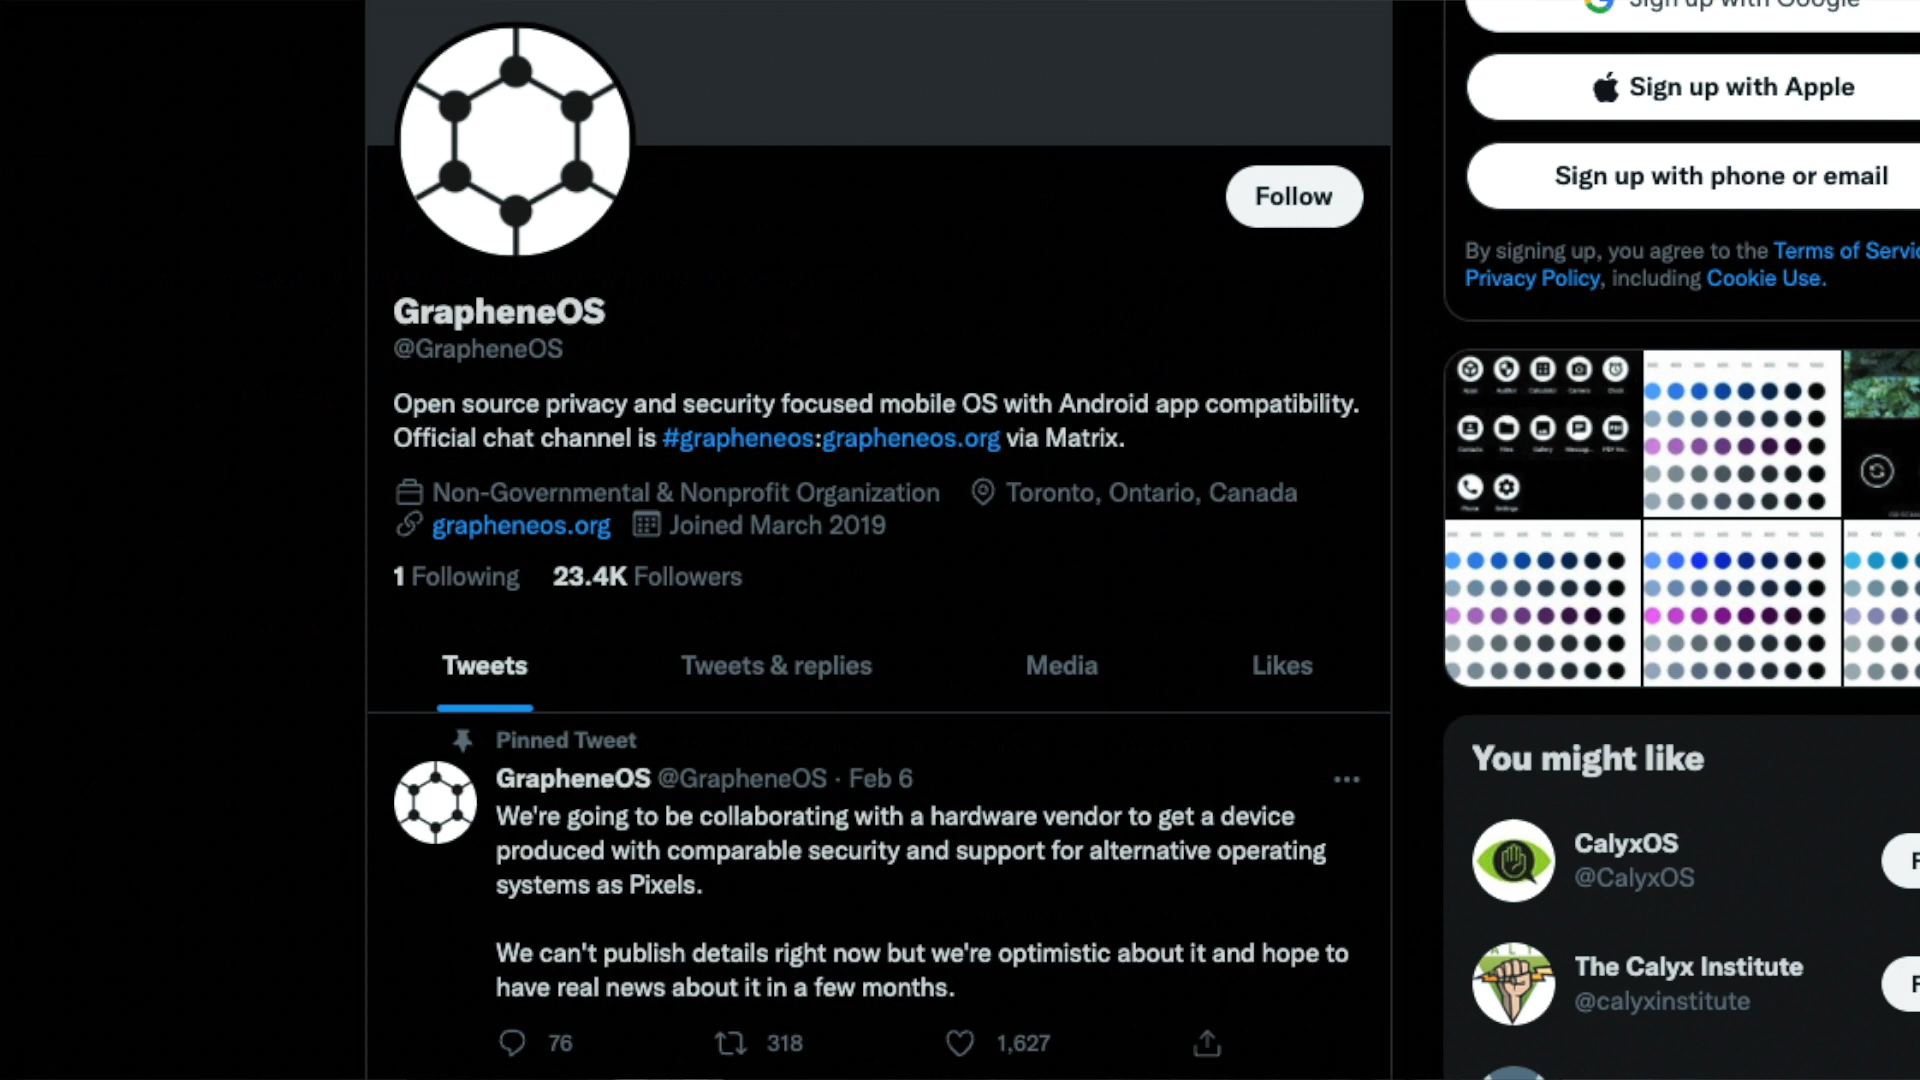 Sign up with Google
Sign up with Apple
Sign up with phone or email
By signing up, you agree to the Terms of
Privacy Policy, including Cookie Use.
Follow
GrapheneOS
@GrapheneOS
Open source privacy and security focused mobile OS with Android app compatibility.
Official chat channel is #grapheneos:grapheneos.org via Matrix.
Non-Governmental & Nonprofit Organization
Toronto, Ontario, Canada
grapheneos.org
Joined March 2019
1 Following
23.4K Followers
Tweets
Tweets & replies
Media
Likes
Pinned Tweet
GrapheneOS @GrapheneOS · Feb 6
We're going to be collaborating with a hardware vendor to get a device
produced with comparable security and support for alternative operating
systems as Pixels.
We can't publish details right now but we're optimistic about it and hope to
have real news about it in a few months.
76
318
1,627
You might like
CalyxOS
@CalyxOS
The Calyx Institute
@calyxinstitute